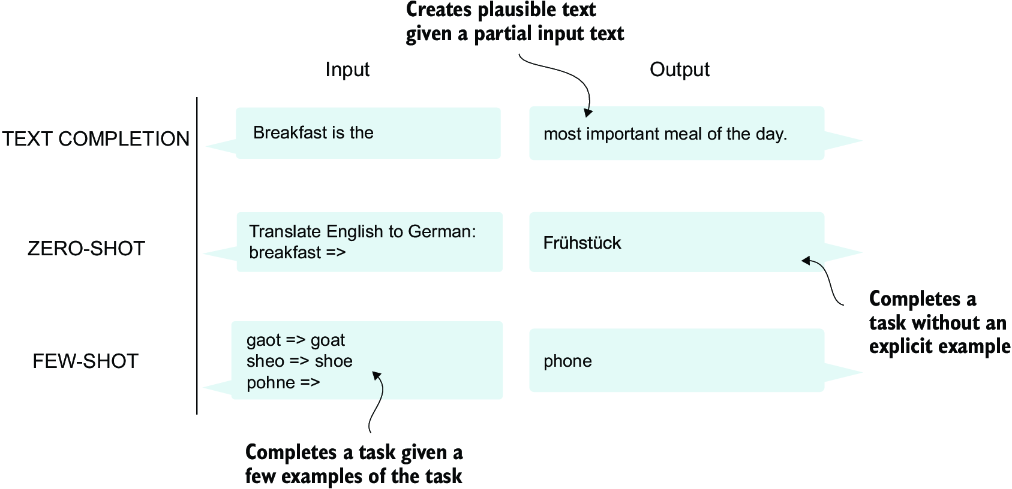 Creates plausible text
given a partial input text
Input
Output
TEXT COMPLETION
Breakfast is the
most important meal of the day.
ZERO-SHOT
Translate English to German:
breakfast =>
Frühstück
Completes a
task without an
explicit example
FEW-SHOT
gaot => goat
sheo => shoe
pohne =>
phone
Completes a task given a
few examples of the task